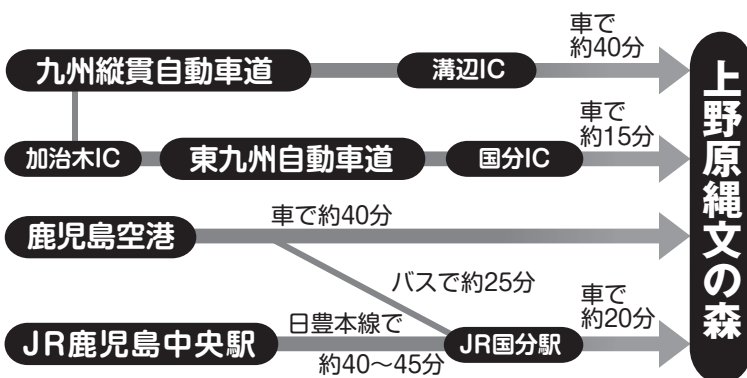 九州縦貫自動車道
溝辺IC
車で
約40分
加治木IC
東九州自動車道
国分IC
車で
約15分
鹿児島空港
車で約40分
バスで約25分
JR鹿児島中央駅
日豊本線で
約40～45分
JR国分駅
車で
約20分
上野原縄文の森